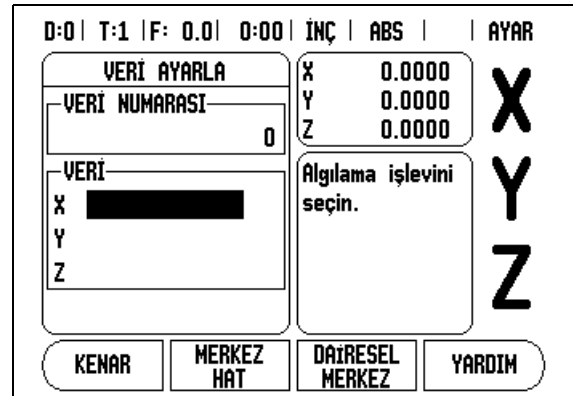 D:0 | T:1 | F: 0.0 | 0:00 | İNÇ | ABS | | AYAR
VERİ AYARLA
VERİ NUMARASI
0
VERİ
X
Y
Z
X 0.0000
Y 0.0000
Z 0.0000
Algılama işlevini
seçin.
X
Y
Z
KENAR
MERKEZ
HAT
DAİRESEL
MERKEZ
YARDIM